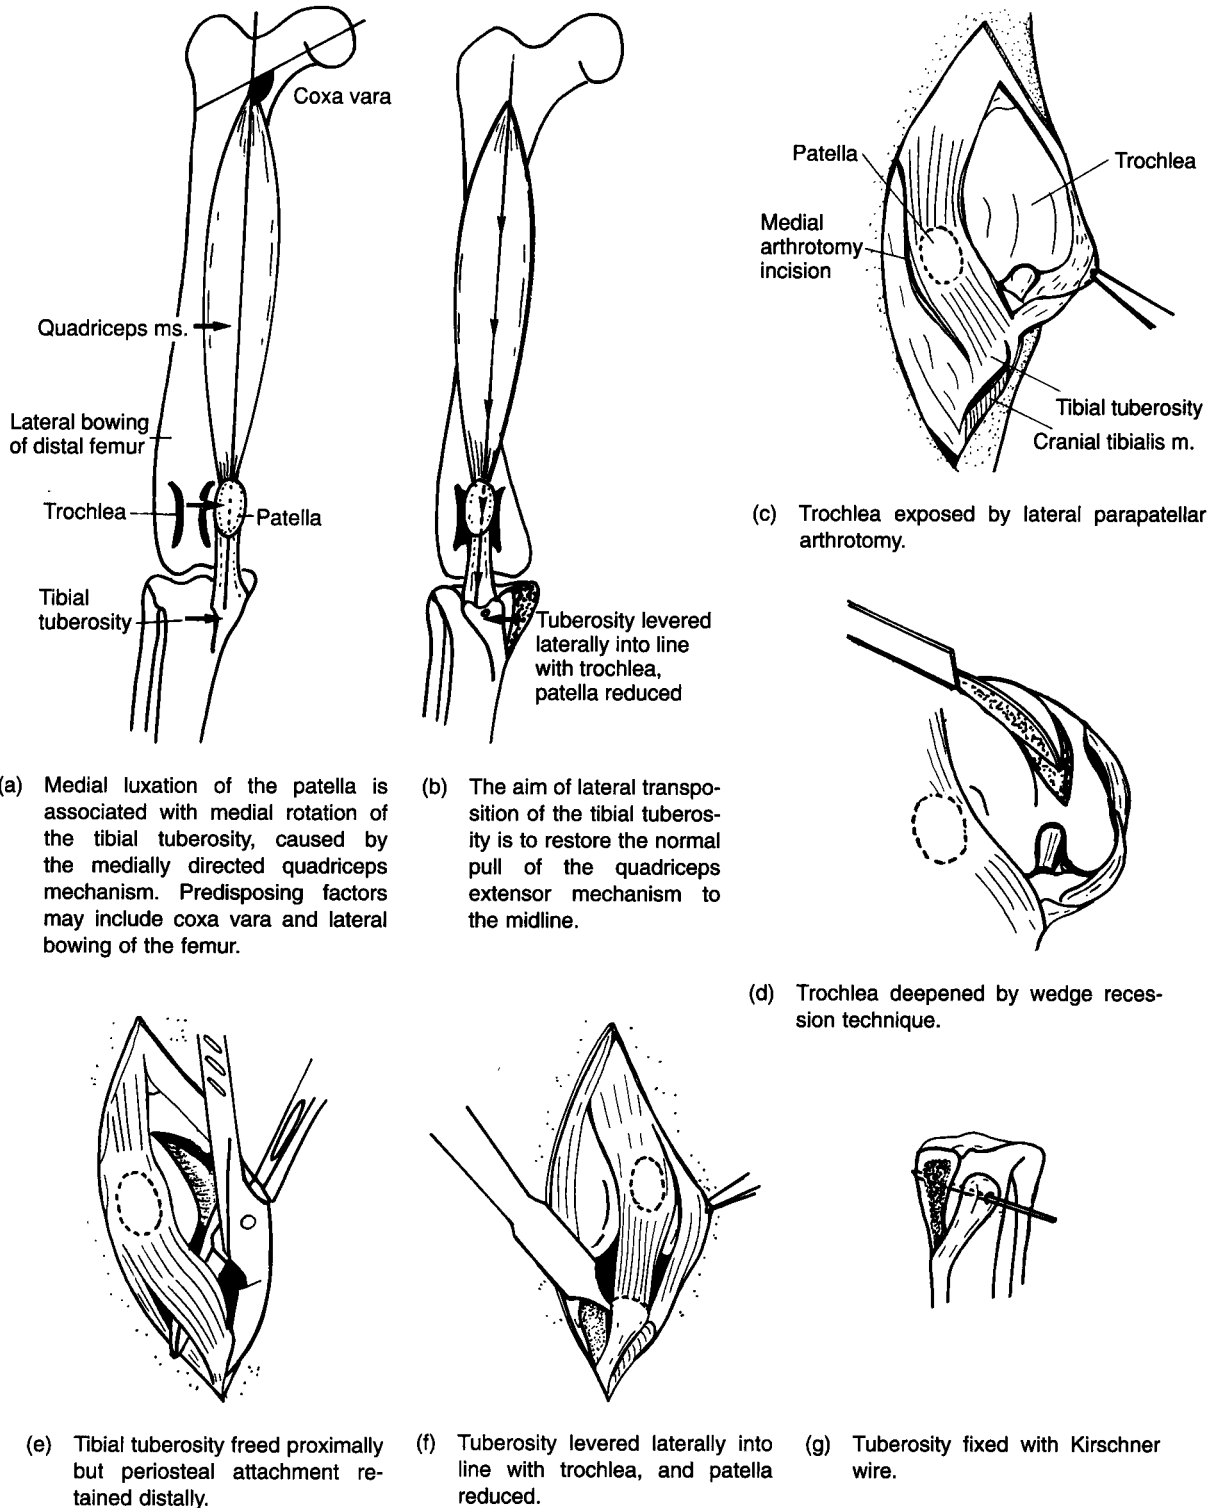 Coxa vara
Quadriceps ms.
Lateral bowing
of distal femur
Trochlea
Patella
Tibial
tuberosity
Tuberosity levered
laterally into line
with trochlea,
patella reduced
Patella
Trochlea
Medial
arthrotomy
incision
Tibial tuberosity
Cranial tibialis m.
(a) Medial luxation of the patella is
associated with medial rotation of
the tibial tuberosity, caused by
the medially directed quadriceps
mechanism. Predisposing factors
may include coxa vara and lateral
bowing of the femur.
(b) The aim of lateral transpo-
sition of the tibial tuberos-
ity is to restore the normal
pull of the quadriceps
extensor mechanism to
the midline.
(c) Trochlea exposed by lateral parapatellar
arthrotomy.
(d) Trochlea deepened by wedge reces-
sion technique.
(e) Tibial tuberosity freed proximally
but periosteal attachment re-
tained distally.
(f) Tuberosity levered laterally into
line with trochlea, and patella
reduced.
(g) Tuberosity fixed with Kirschner
wire.